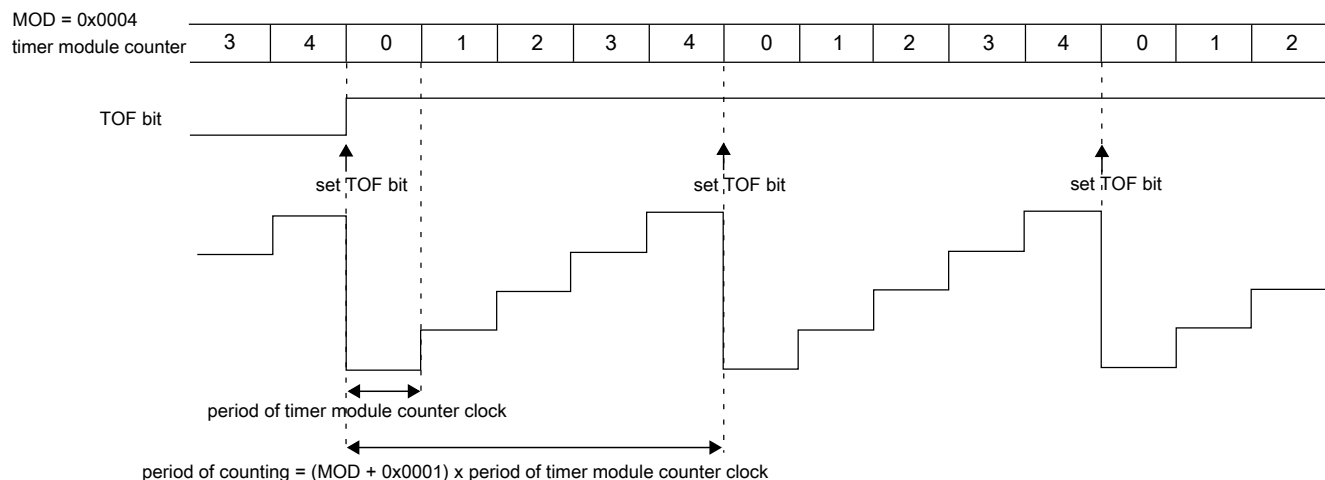 MOD = 0x0004
timer module counter 3 4 0 1 2 3 4 0 1 2 3 4 0 1 2
TOF bit
set TOF bit set TOF bit set TOF bit
period of timer module counter clock
period of counting = (MOD + 0x0001) x period of timer module counter clock